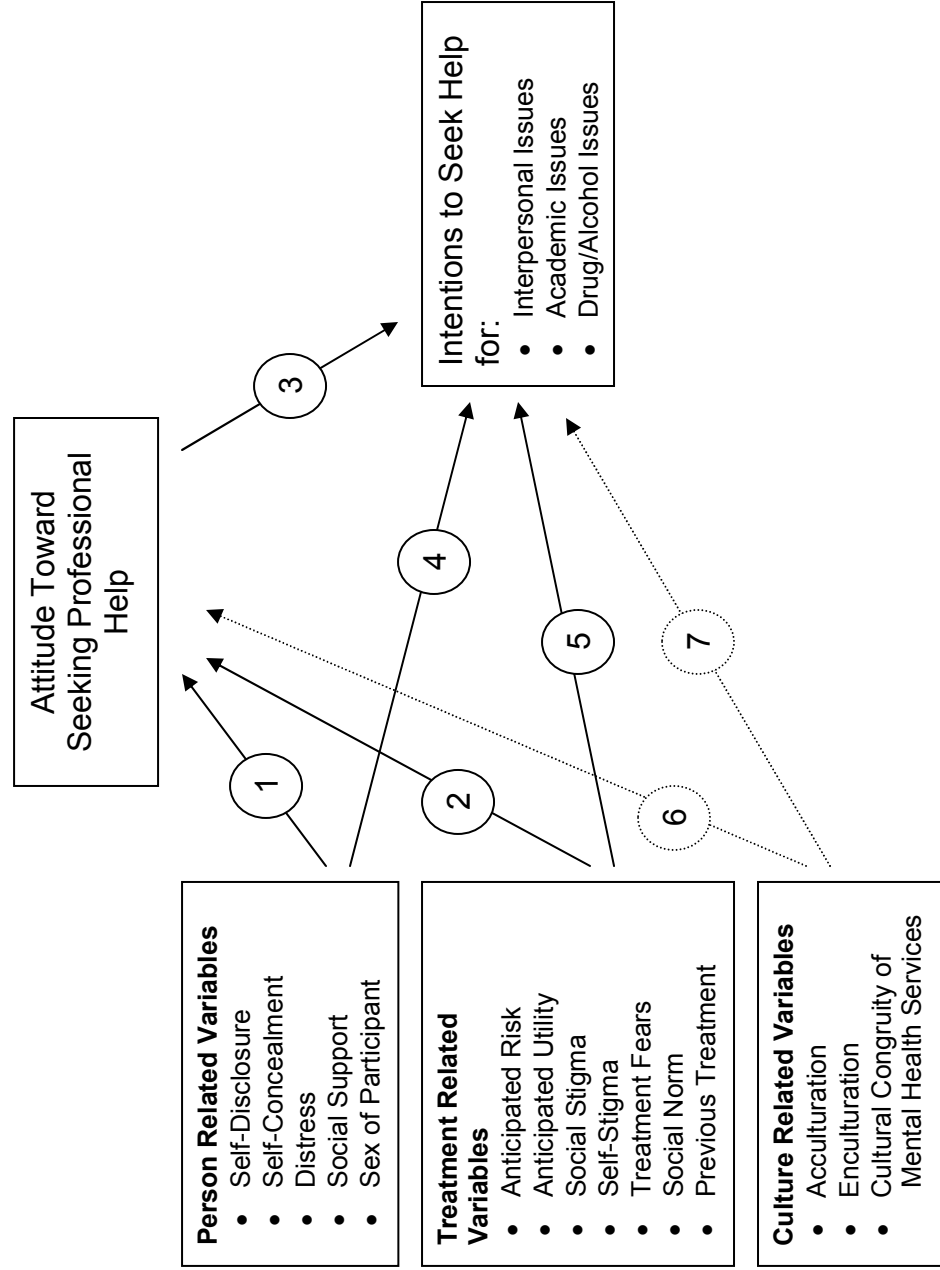 Attitude Toward
Seeking Professional
Help
Person Related Variables
• Self-Disclosure
• Self-Concealment
• Distress
• Social Support
• Sex of Participant
Treatment Related
Variables
• Anticipated Risk
• Anticipated Utility
• Social Stigma
• Self-Stigma
• Treatment Fears
• Social Norm
• Previous Treatment
Culture Related Variables
• Acculturation
• Enculturation
• Cultural Congruity of
Mental Health Services
1
2
3
4
5
6
7
Intentions to Seek Help
for:
• Interpersonal Issues
• Academic Issues
• Drug/Alcohol Issues